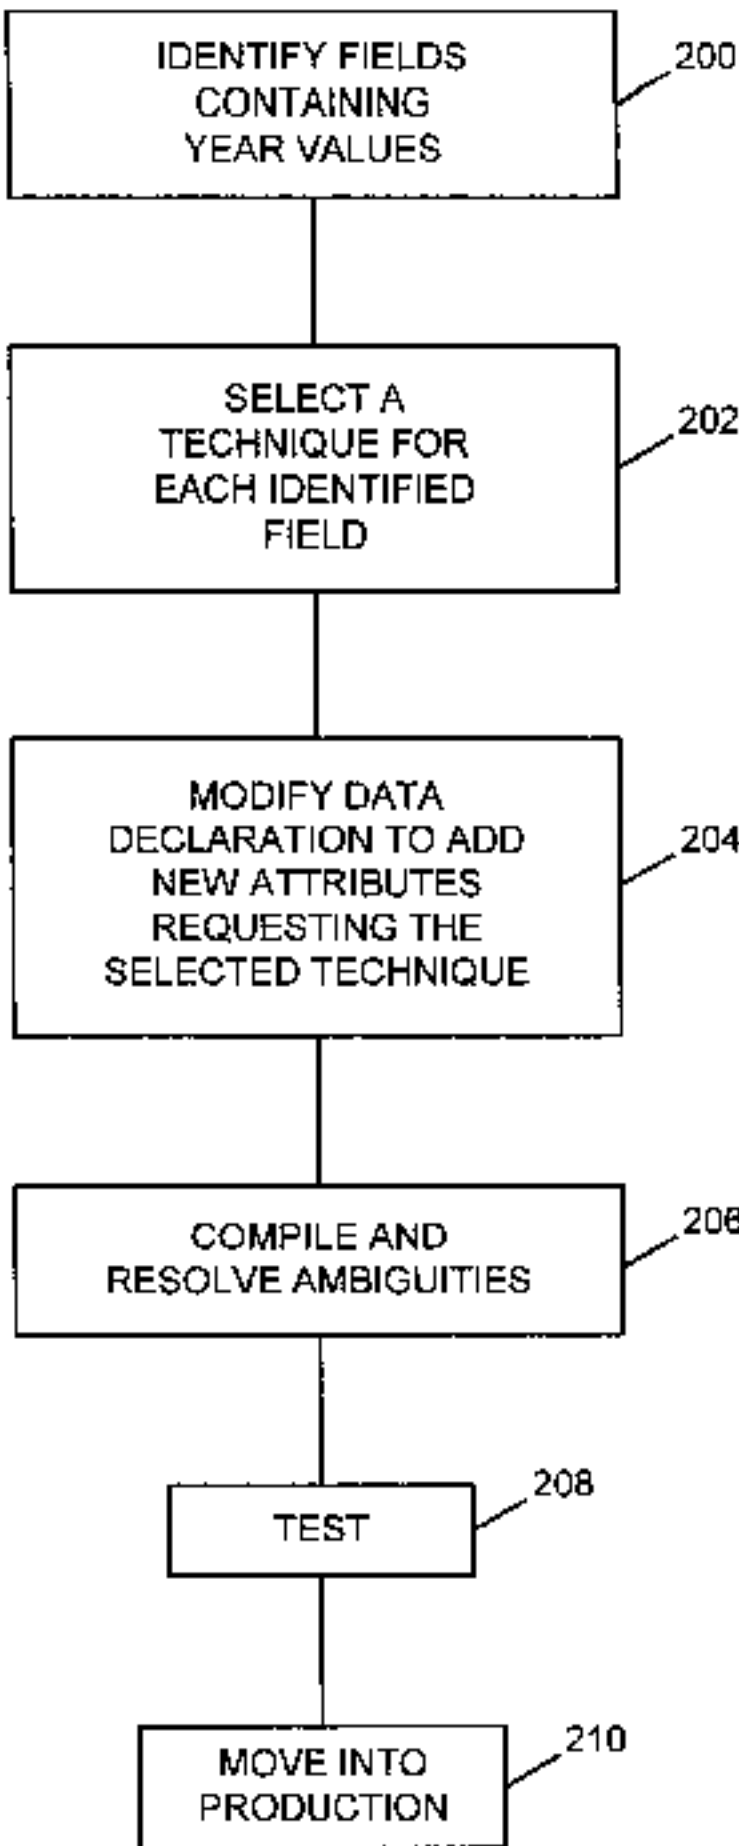 IDENTIFY FIELDS
CONTAINING
YEAR VALUES
200
SELECT A
TECHNIQUE FOR
EACH IDENTIFIED
FIELD
202
MODIFY DATA
DECLARATION TO ADD
NEW ATTRIBUTES
REQUESTING THE
SELECTED TECHNIQUE
204
COMPILE AND
RESOLVE AMBIGUITIES
206
TEST
208
MOVE INTO
PRODUCTION
210